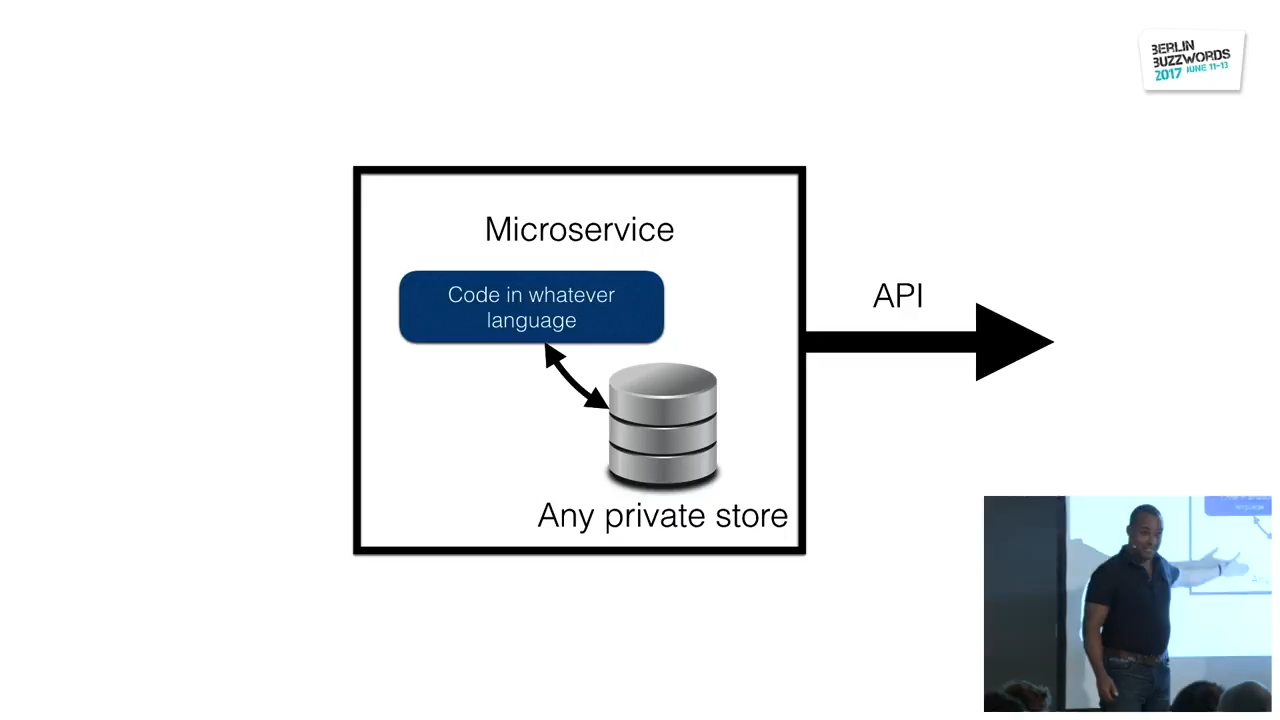 BERLIN
BUZZWORDS
2017 JUNE 11-13
Microservice
Code in whatever
language
API
Any private store